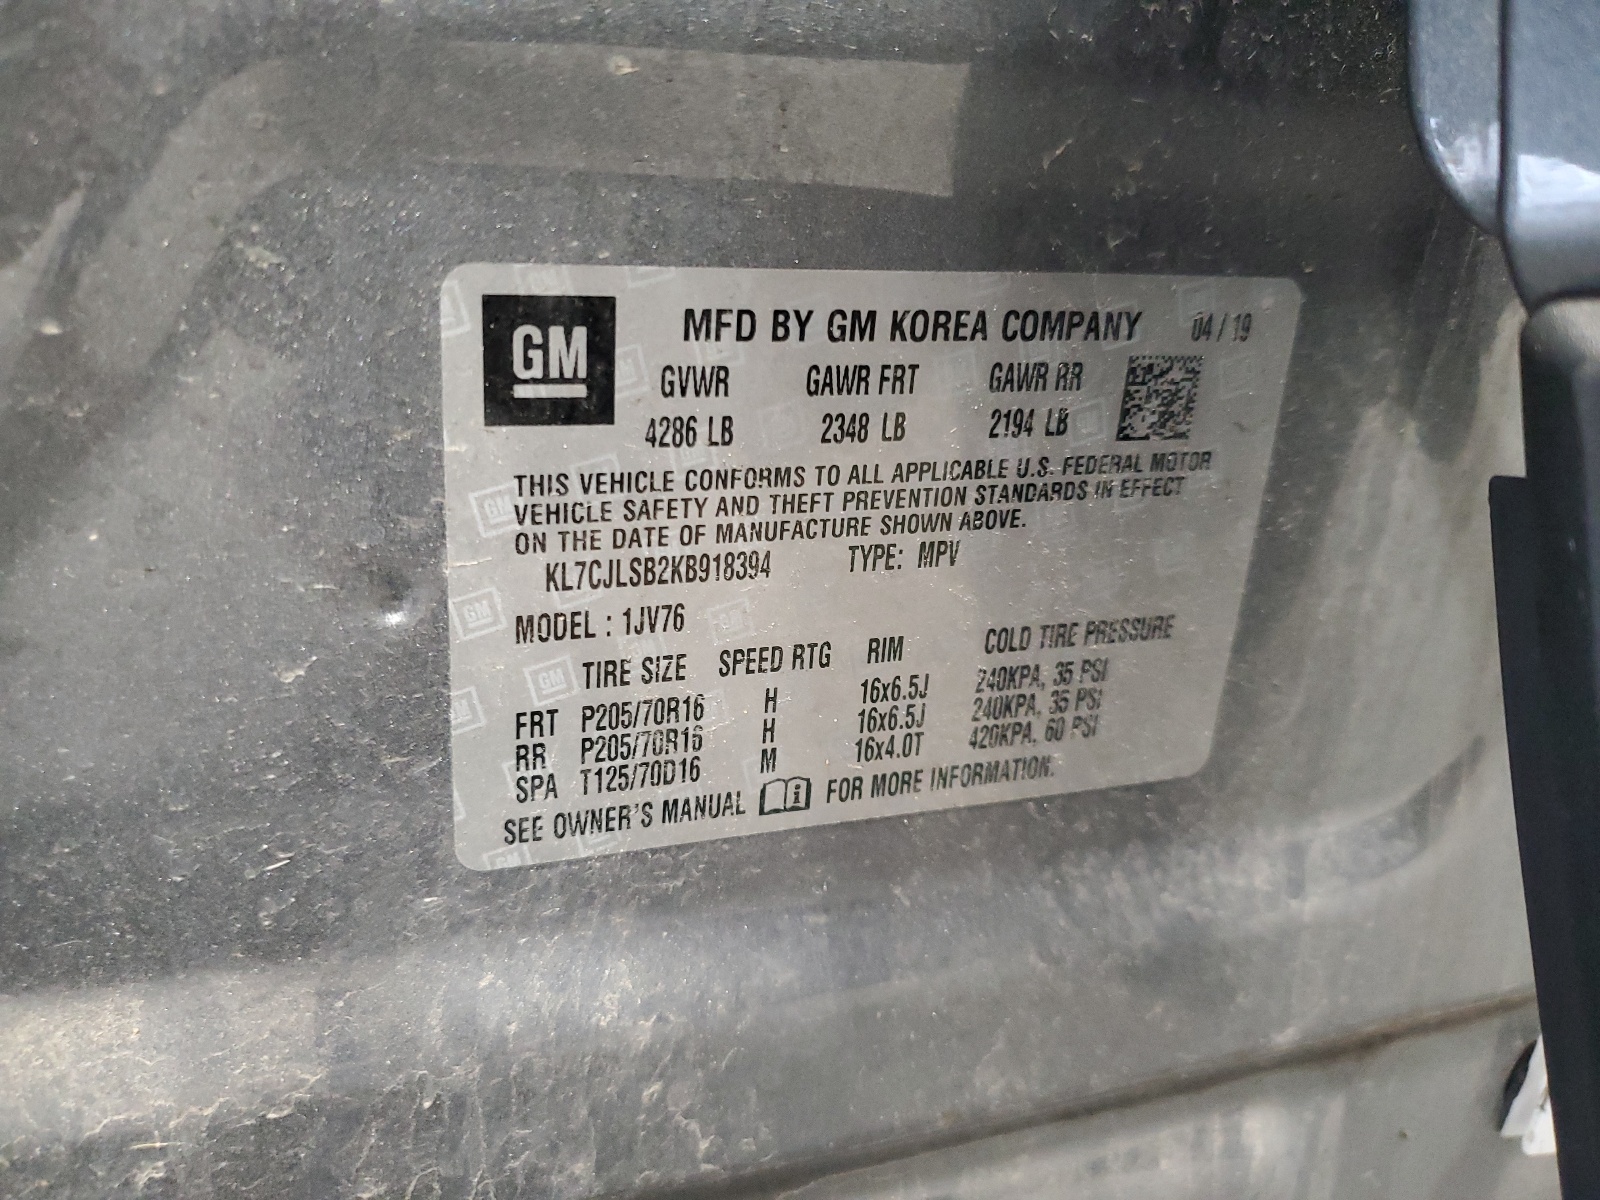 GM
MFD BY GM KOREA COMPANY 04/19
GVWR GAWR FRT GAWR RR
4286 LB 2348 LB 2194 LB
THIS VEHICLE CONFORMS TO ALL APPLICABLE U.S. FEDERAL MOTOR
VEHICLE SAFETY AND THEFT PREVENTION STANDARDS IN EFFECT
ON THE DATE OF MANUFACTURE SHOWN ABOVE.
KL7CJLSB2KB918394 TYPE: MPV
MODEL : 1JV76
TIRE SIZE SPEED RTG RIM COLD TIRE PRESSURE
FRT P205/70R16 H 16x6.5J 240KPA, 35 PSI
RR P205/70R16 H 16x6.5J 240KPA, 35 PSI
SPA T125/70D16 M 16x4.0T 420KPA, 60 PSI
SEE OWNER'S MANUAL FOR MORE INFORMATION.